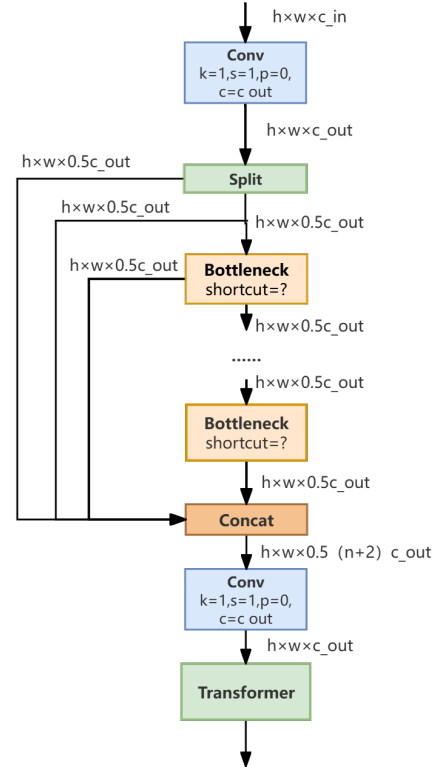 h×w×c_in
Conv
k=1,s=1,p=0,
c=c out
h×w×c_out
h×w×0.5c_out
Split
h×w×0.5c_out
h×w×0.5c_out
h×w×0.5c_out
Bottleneck
shortcut=?
h×w×0.5c_out
......
h×w×0.5c_out
Bottleneck
shortcut=?
h×w×0.5c_out
Concat
h×w×0.5（n+2）c_out
Conv
k=1,s=1,p=0,
c=c out
h×w×c_out
Transformer